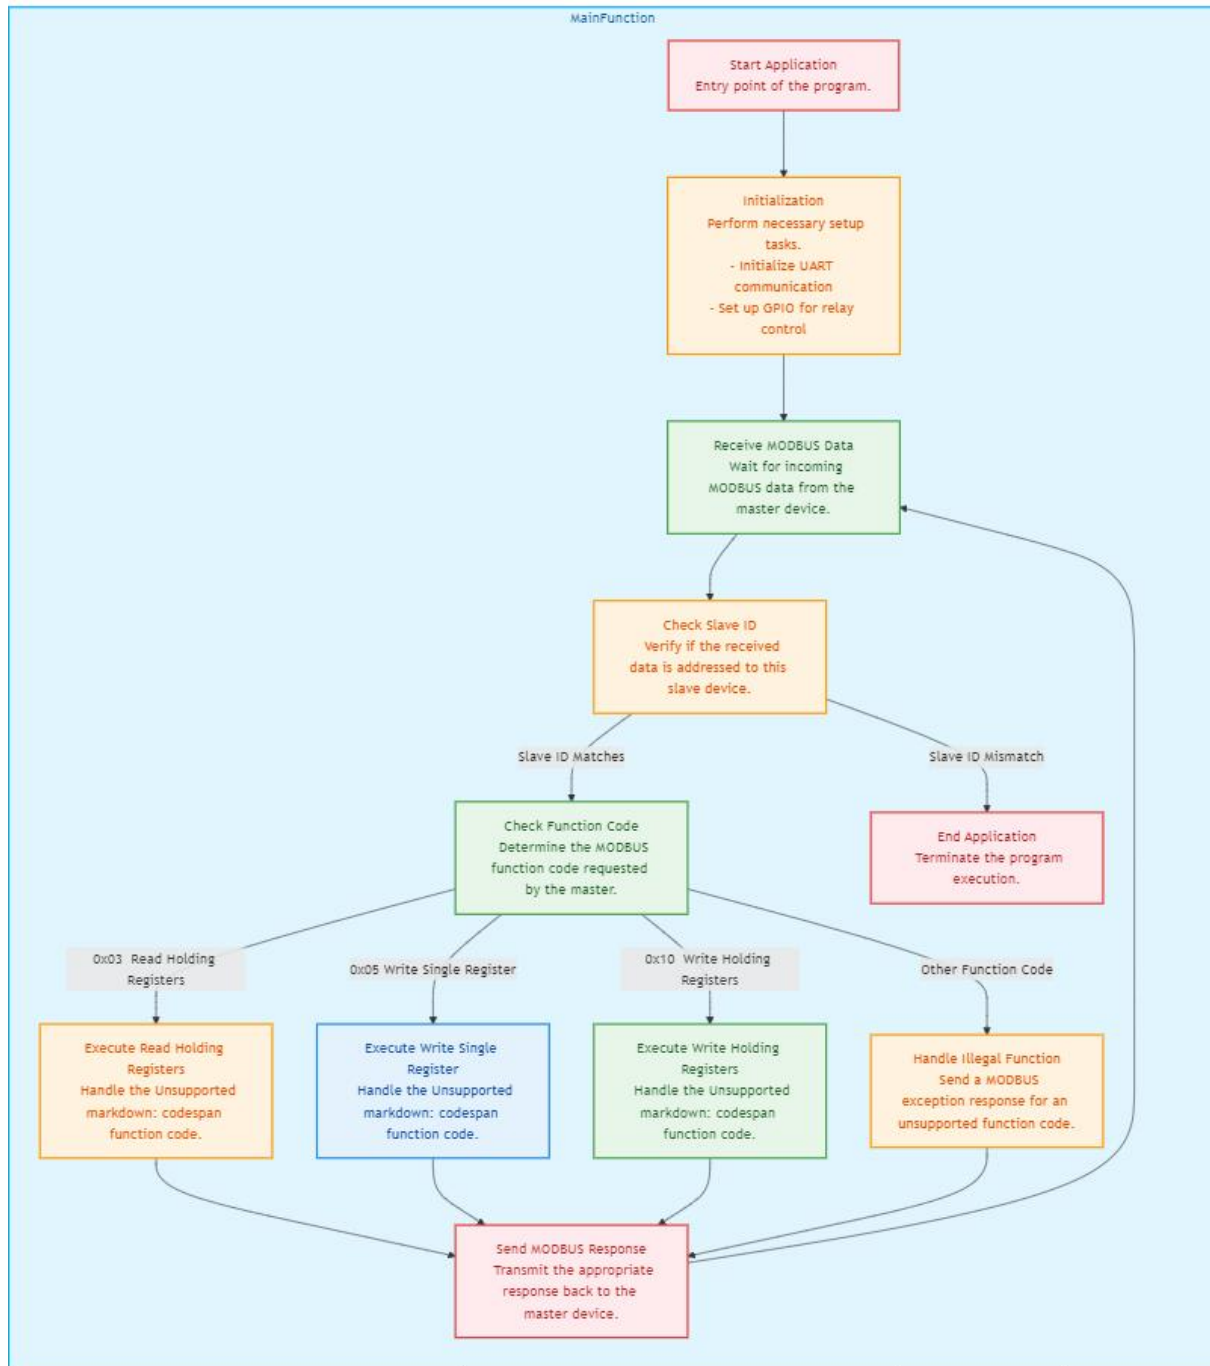 MainFunction
Start Application
Entry point of the program.
Initialization
Perform necessary setup
tasks.
- Initialize UART
communication
- Set up GPIO for relay
control
Receive MODBUS Data
Wait for incoming
MODBUS data from the
master device.
Check Slave ID
Verify if the received
data is addressed to this
slave device.
Slave ID Matches
Slave ID Mismatch
Check Function Code
Determine the MODBUS
function code requested
by the master.
End Application
Terminate the program
execution.
0x03 Read Holding
Registers
0x05 Write Single Register
0x10 Write Holding
Registers
Other Function Code
Execute Read Holding
Registers
Handle the Unsupported
markdown: codespan
function code.
Execute Write Single
Register
Handle the Unsupported
markdown: codespan
function code.
Execute Write Holding
Registers
Handle the Unsupported
markdown: codespan
function code.
Handle Illegal Function
Send a MODBUS
exception response for an
unsupported function code.
Send MODBUS Response
Transmit the appropriate
response back to the
master device.